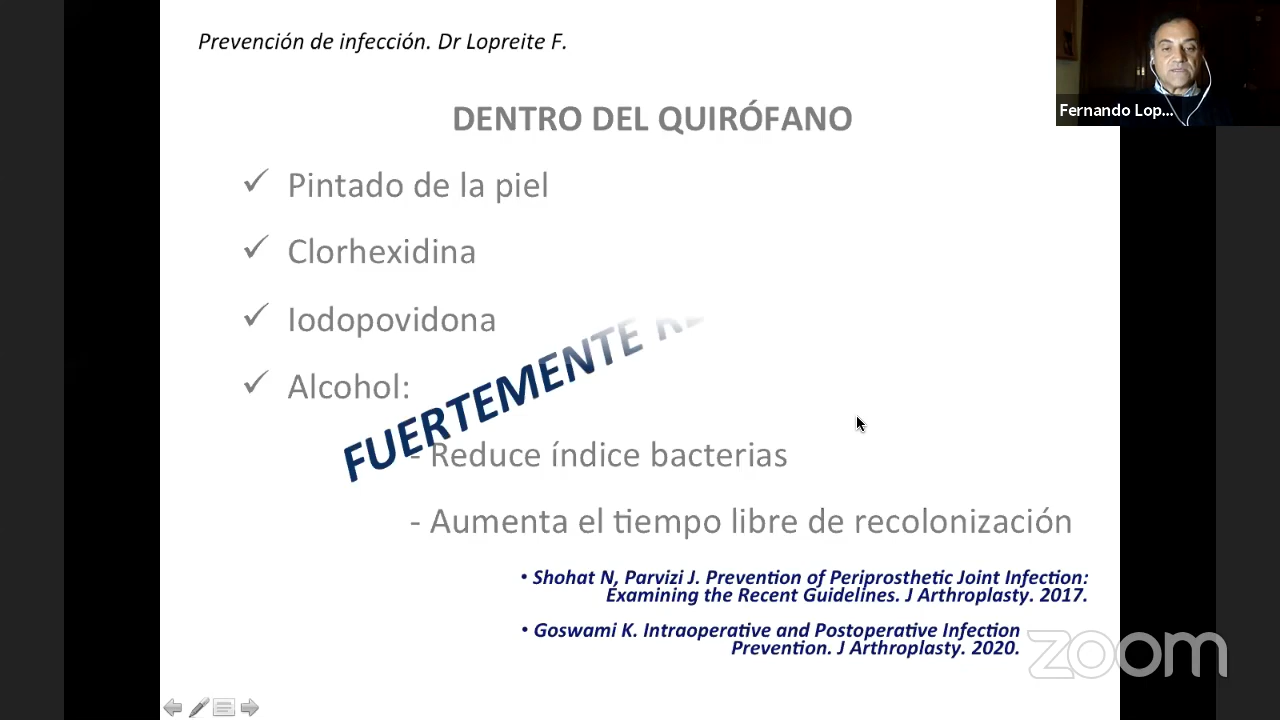 Prevención de infección. Dr Lopreite F.
Fernando Lop...
DENTRO DEL QUIRÓFANO
✓ Pintado de la piel
✓ Clorhexidina
✓ Iodopovidona
✓ Alcohol:
FUERTEMENTE
- Reduce índice bacterias
- Aumenta el tiempo libre de recolonización
• Shohat N, Parvizi J. Prevention of Periprosthetic Joint Infection:
Examining the Recent Guidelines. J Arthroplasty. 2017.
• Goswami K. Intraoperative and Postoperative Infection
Prevention. J Arthroplasty. 2020.
zoom